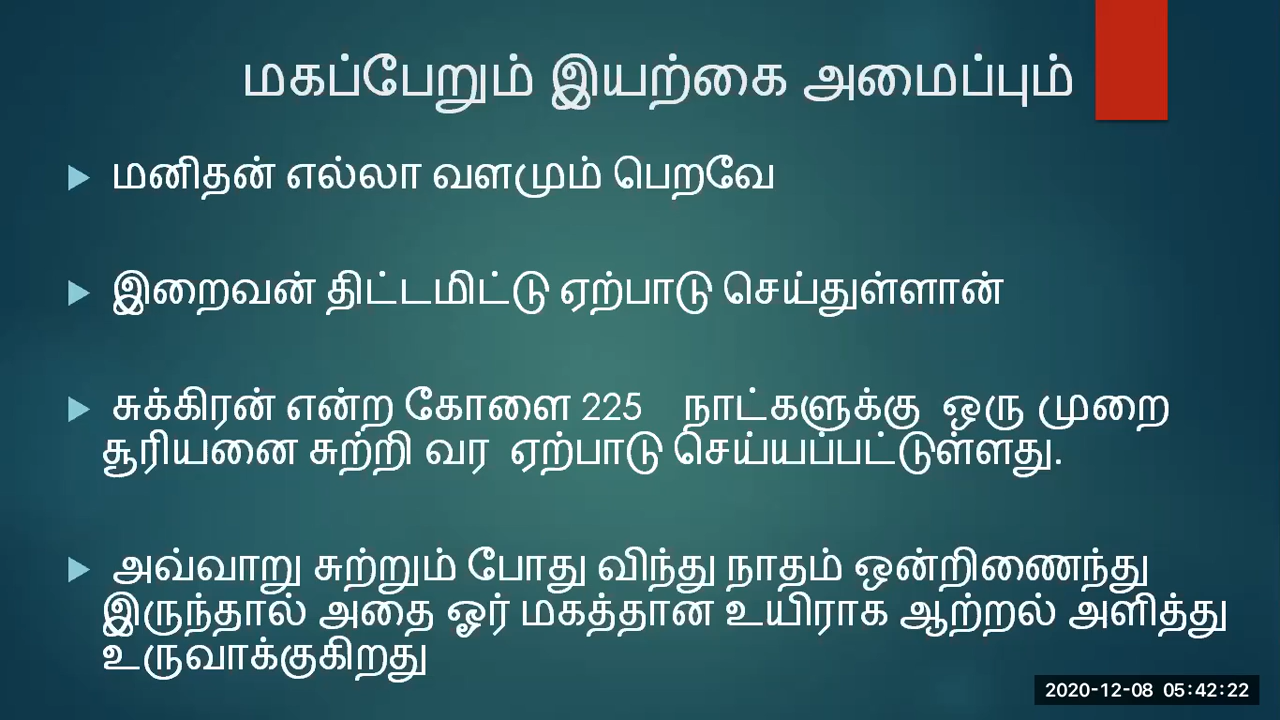 மகப்பேறும் இயற்கை அமைப்பும்
மனிதன் எல்லா வளமும் பெறவே
இறைவன் திட்டமிட்டு ஏற்பாடு செய்துள்ளான்
சுக்கிரன் என்ற கோளை 225 நாட்களுக்கு ஒரு முறை
சூரியனை சுற்றி வர ஏற்பாடு செய்யப்பட்டுள்ளது.
அவ்வாறு சுற்றும் போது விந்து நாதம் ஒன்றிணைந்து
இருந்தால் அதை ஓர் மகத்தான உயிராக ஆற்றல் அளித்து
உருவாக்குகிறது
2020-12-08 05:42:22